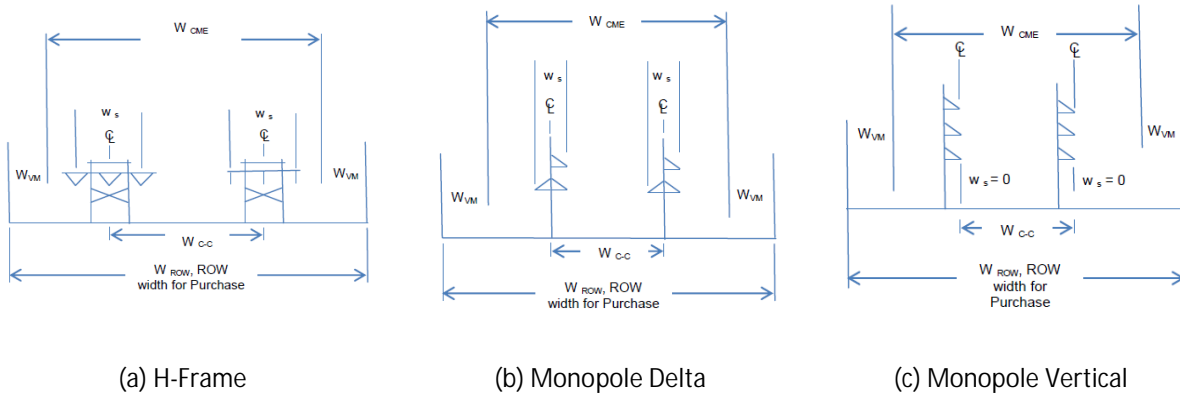 W CME
w s
℄
w s
℄
W VM
W VM
W C-C
W ROW, ROW
width for Purchase
(a) H-Frame
W CME
w s
℄
w s
℄
W VM
W VM
W C-C
W ROW, ROW
width for Purchase
(b) Monopole Delta
W CME
℄
℄
W VM
W VM
w s = 0
w s = 0
W C-C
W ROW, ROW
width for
Purchase
(c) Monopole Vertical